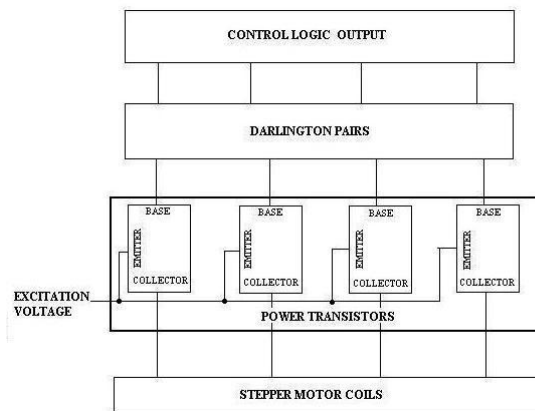 CONTROL LOGIC OUTPUT
DARLINGTON PAIRS
BASE
EMITTER
COLLECTOR
BASE
EMITTER
COLLECTOR
BASE
EMITTER
COLLECTOR
BASE
EMITTER
COLLECTOR
EXCITATION
VOLTAGE
POWER TRANSISTORS
STEPPER MOTOR COILS